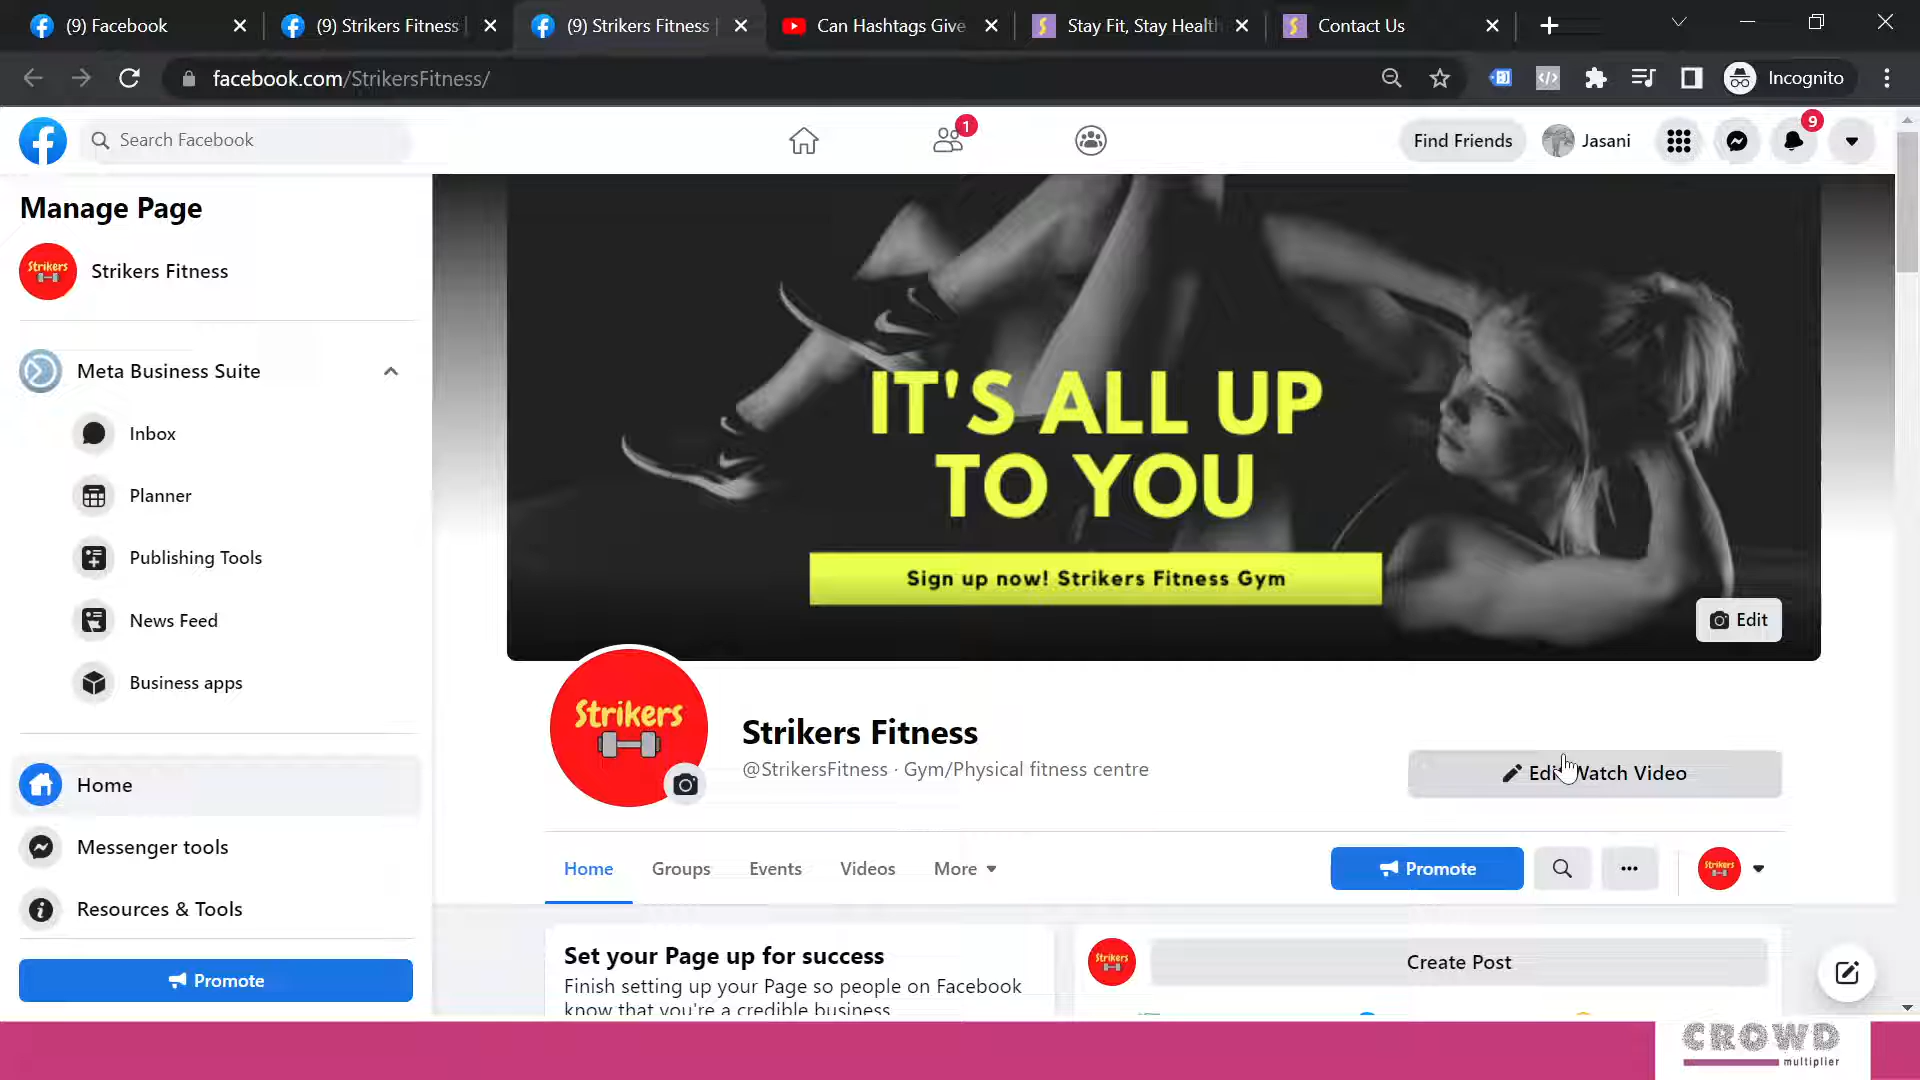 (9) Facebook
(9) Strikers Fitness |
(9) Strikers Fitness |
Can Hashtags Give
Stay Fit, Stay Health
Contact Us
facebook.com/StrikersFitness/
Incognito
Search Facebook
1
Find Friends
Jasani
9
Manage Page
Strikers
Strikers Fitness
Meta Business Suite
Inbox
Planner
Publishing Tools
News Feed
Business apps
Home
Messenger tools
Resources & Tools
Promote
IT'S ALL UP
TO YOU
Sign up now! Strikers Fitness Gym
Edit
Strikers
Strikers Fitness
@StrikersFitness · Gym/Physical fitness centre
Edit Watch Video
Home
Groups
Events
Videos
More
Promote
Strikers
Set your Page up for success
Finish setting up your Page so people on Facebook
know that you're a credible business
Strikers
Create Post
CROWD
multiplier